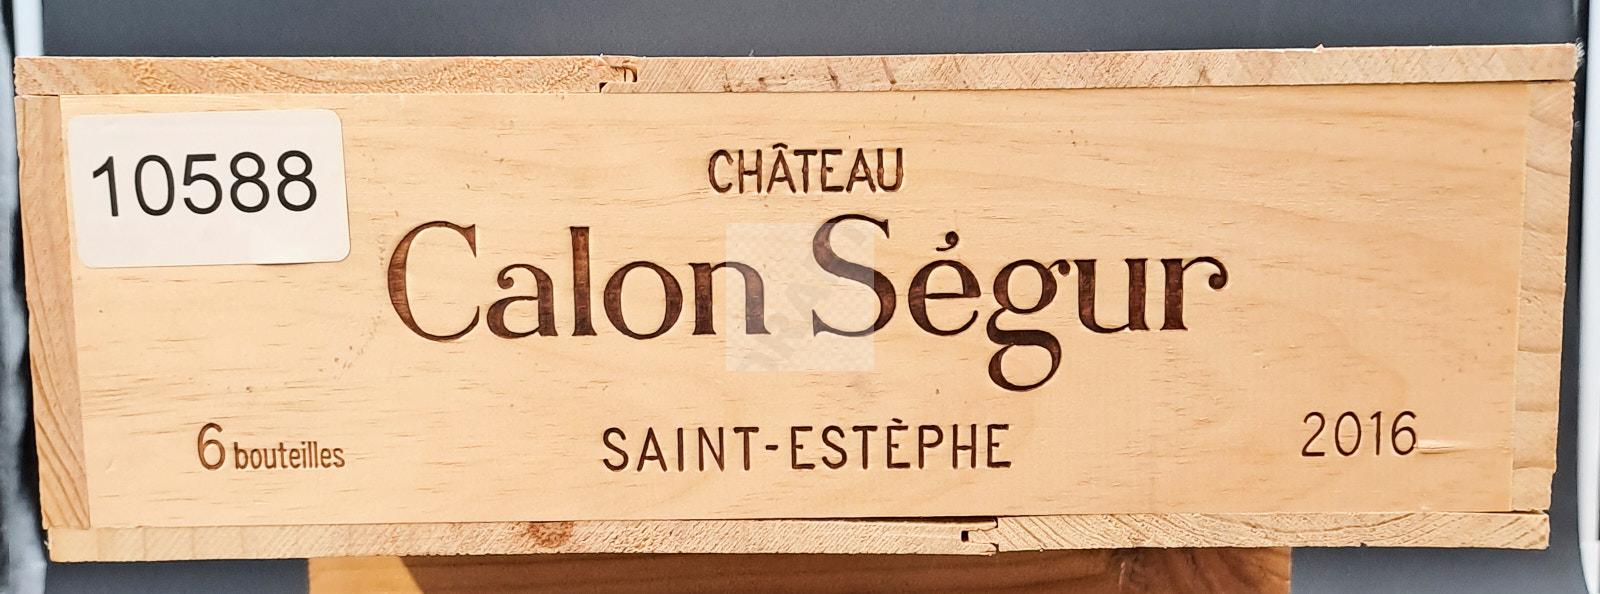 10588
CHÂTEAU
Calon Ségur
6 bouteilles
SAINT-ESTÈPHE
2016